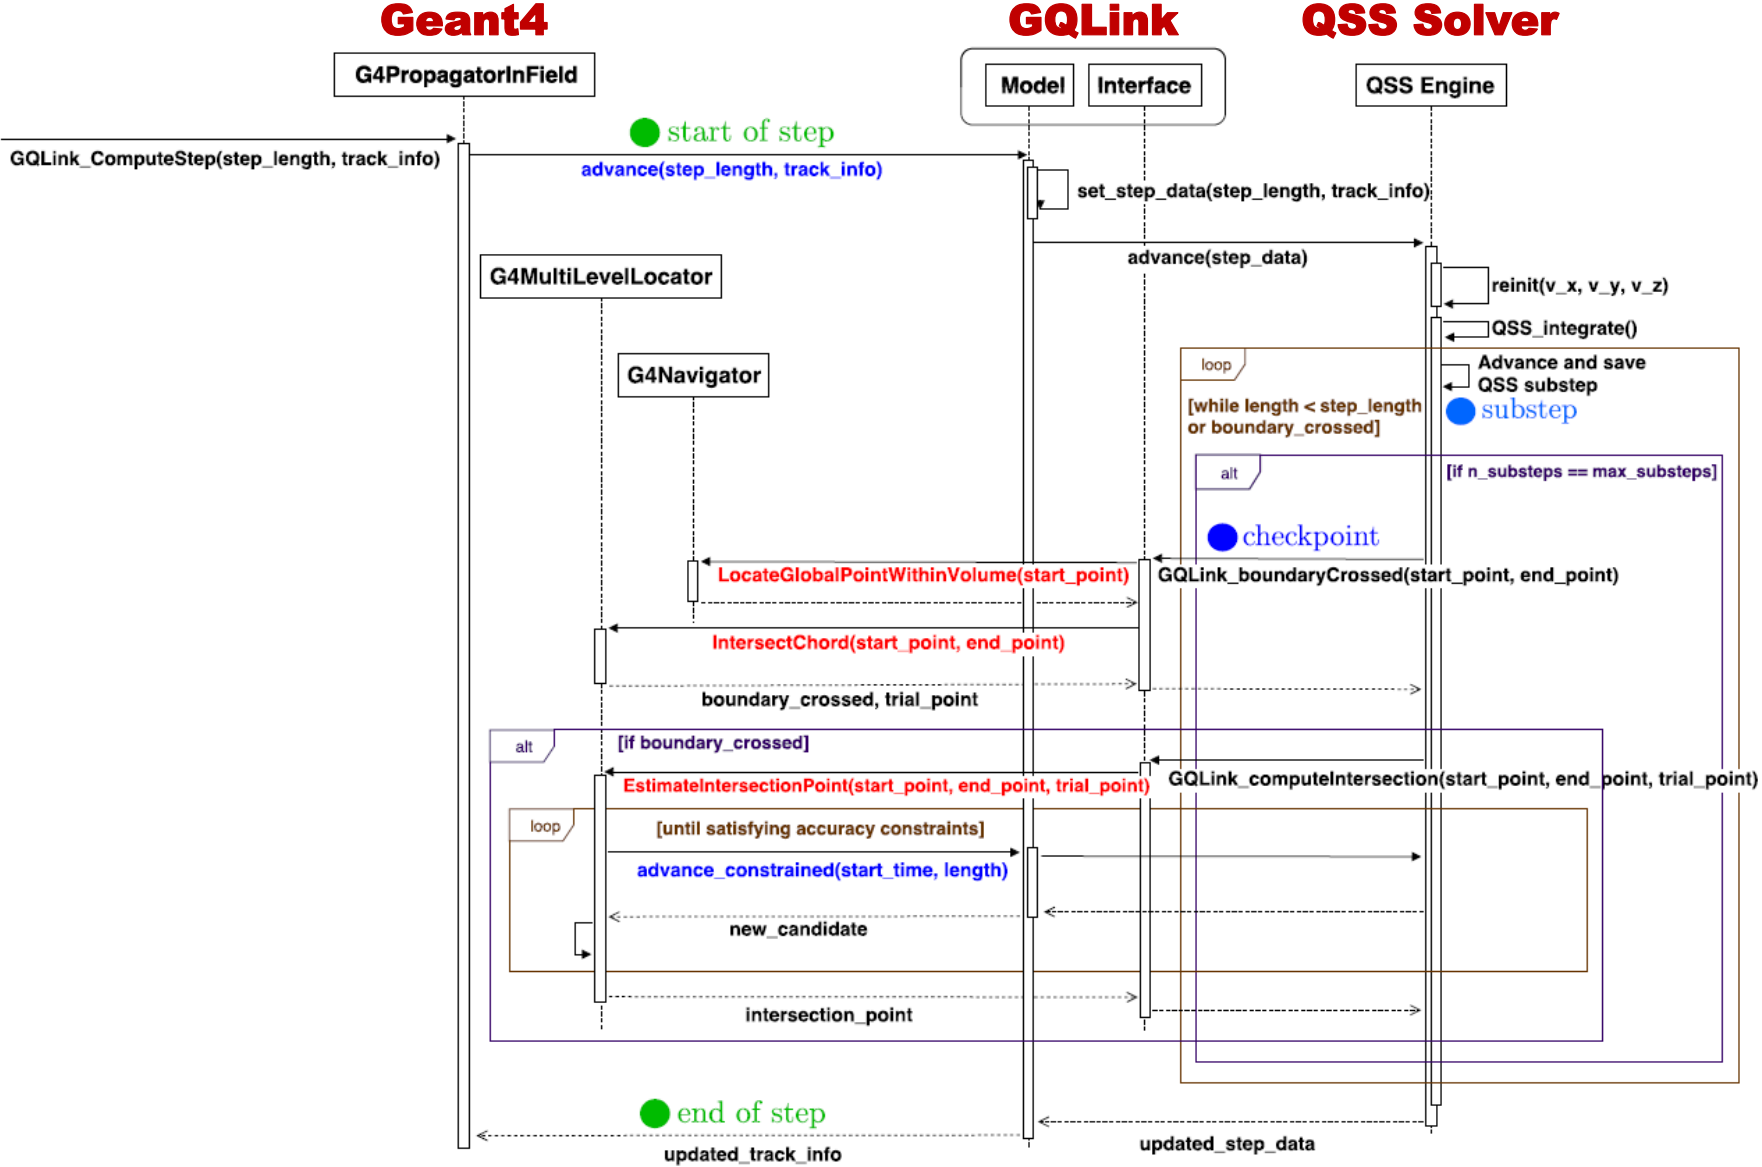 Geant4
GQLink
QSS Solver
G4PropagatorInField
Model
Interface
QSS Engine
start of step
GQLink_ComputeStep(step_length, track_info)
advance(step_length, track_info)
set_step_data(step_length, track_info)
advance(step_data)
G4MultiLevelLocator
reinit(v_x, v_y, v_z)
QSS_integrate()
G4Navigator
loop
Advance and save
QSS substep
[while length < step_length
or boundary_crossed]
substep
alt
[if n_substeps == max_substeps]
checkpoint
LocateGlobalPointWithinVolume(start_point)
GQLink_boundaryCrossed(start_point, end_point)
IntersectChord(start_point, end_point)
boundary_crossed, trial_point
alt
[if boundary_crossed]
EstimateIntersectionPoint(start_point, end_point, trial_point)
GQLink_computeIntersection(start_point, end_point, trial_point)
loop
[until satisfying accuracy constraints]
advance_constrained(start_time, length)
new_candidate
intersection_point
end of step
updated_step_data
updated_track_info